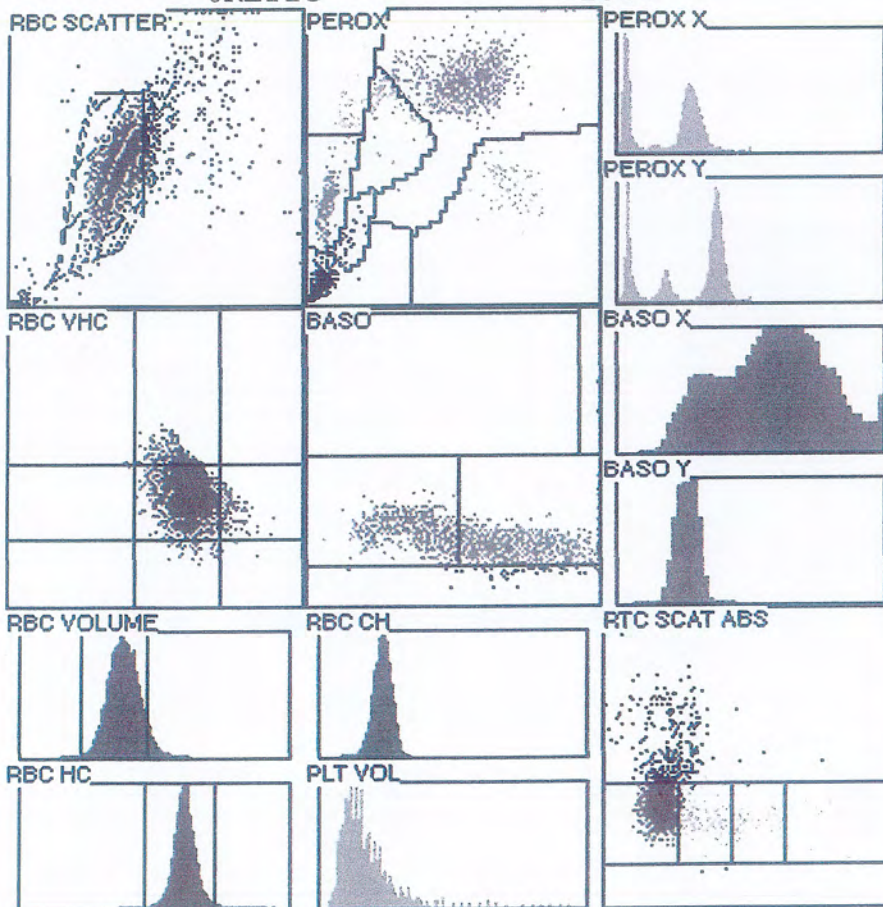 RBC SCATTER
PEROX
PEROX X
PEROX Y
RBC VHC
BASO
BASO X
BASO Y
RBC VOLUME
RBC CH
RTC SCAT ABS
RBC HC
PLT VOL